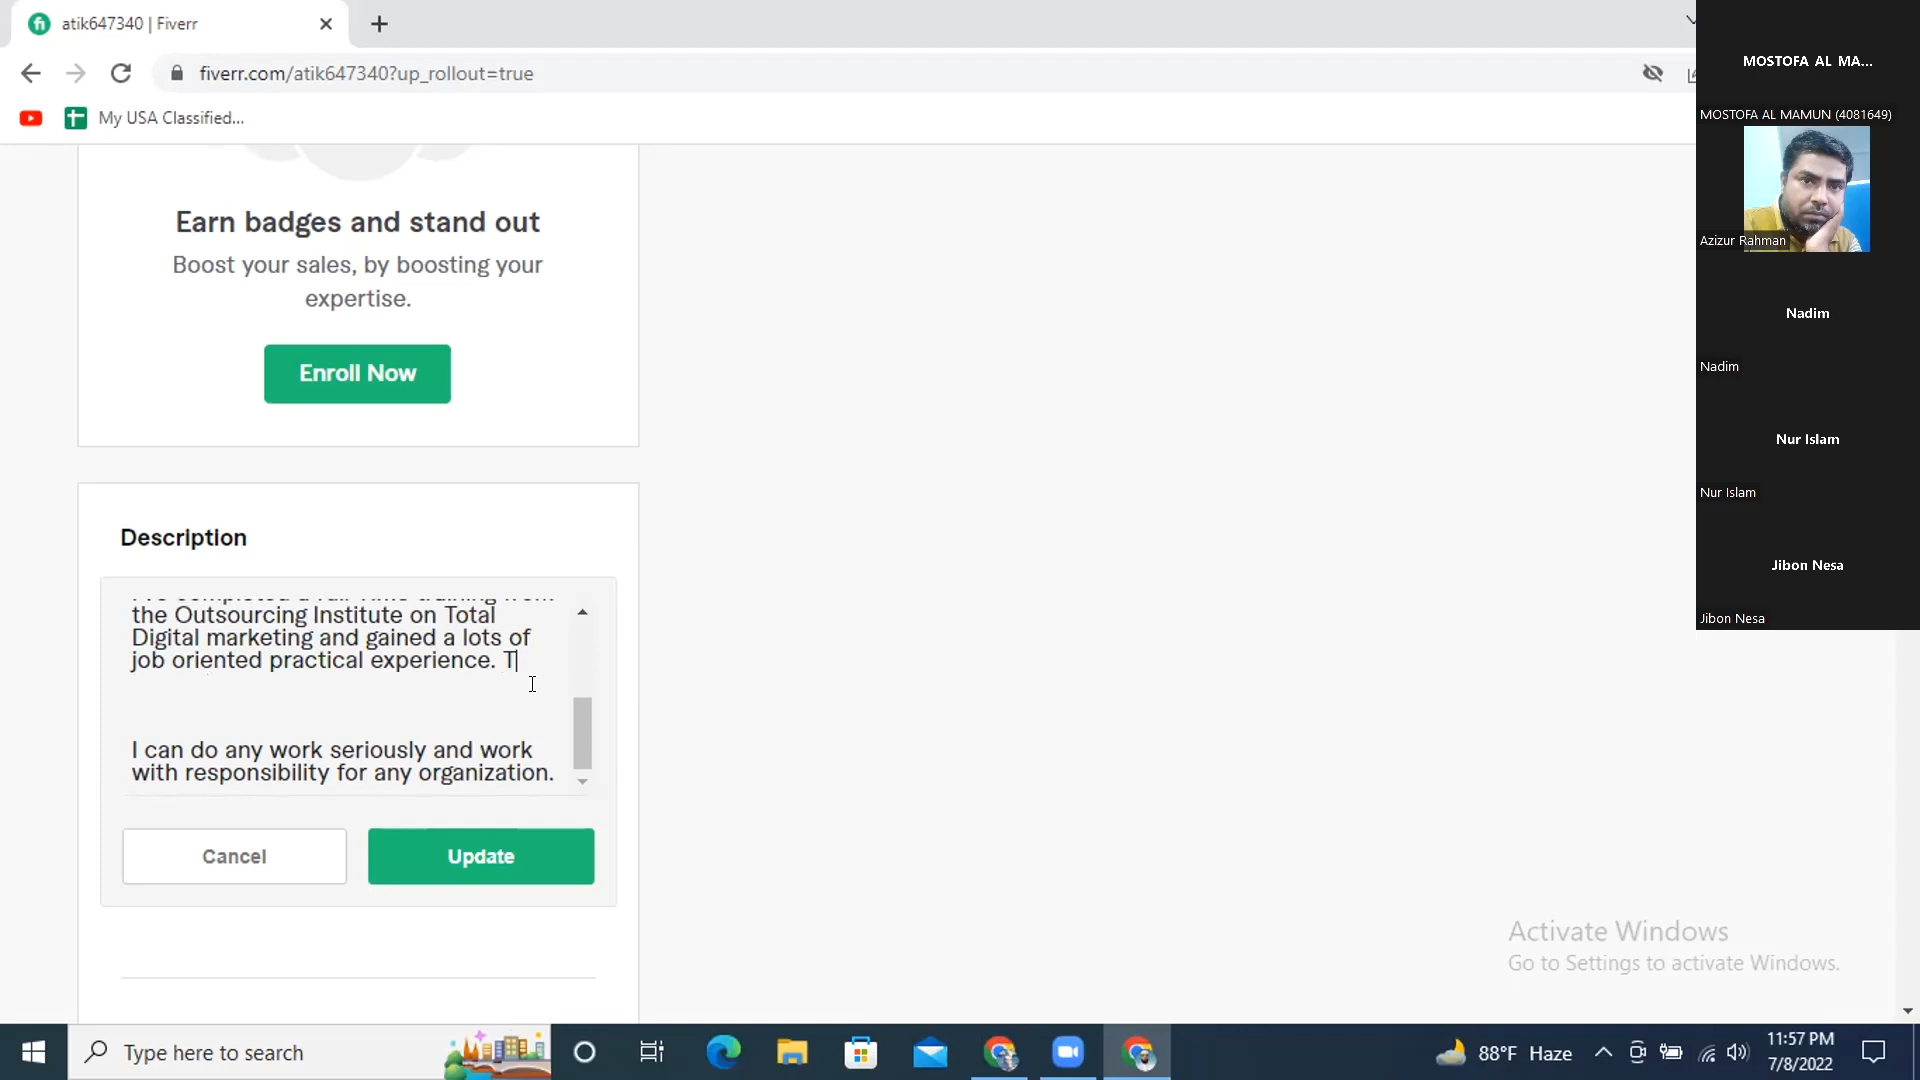 atik647340 | Fiverr
fiverr.com/atik647340?up_rollout=true
My USA Classified...
Earn badges and stand out
Boost your sales, by boosting your
expertise.
Enroll Now
Description
the Outsourcing Institute on Total
Digital marketing and gained a lots of
job oriented practical experience. T
I can do any work seriously and work
with responsibility for any organization.
Cancel
Update
MOSTOFA AL MA...
MOSTOFA AL MAMUN (4081649)
Azizur Rahman
Nadim
Nadim
Nur Islam
Nur Islam
Jibon Nesa
Jibon Nesa
Activate Windows
Go to Settings to activate Windows.
Type here to search
88°F Haze
11:57 PM
7/8/2022